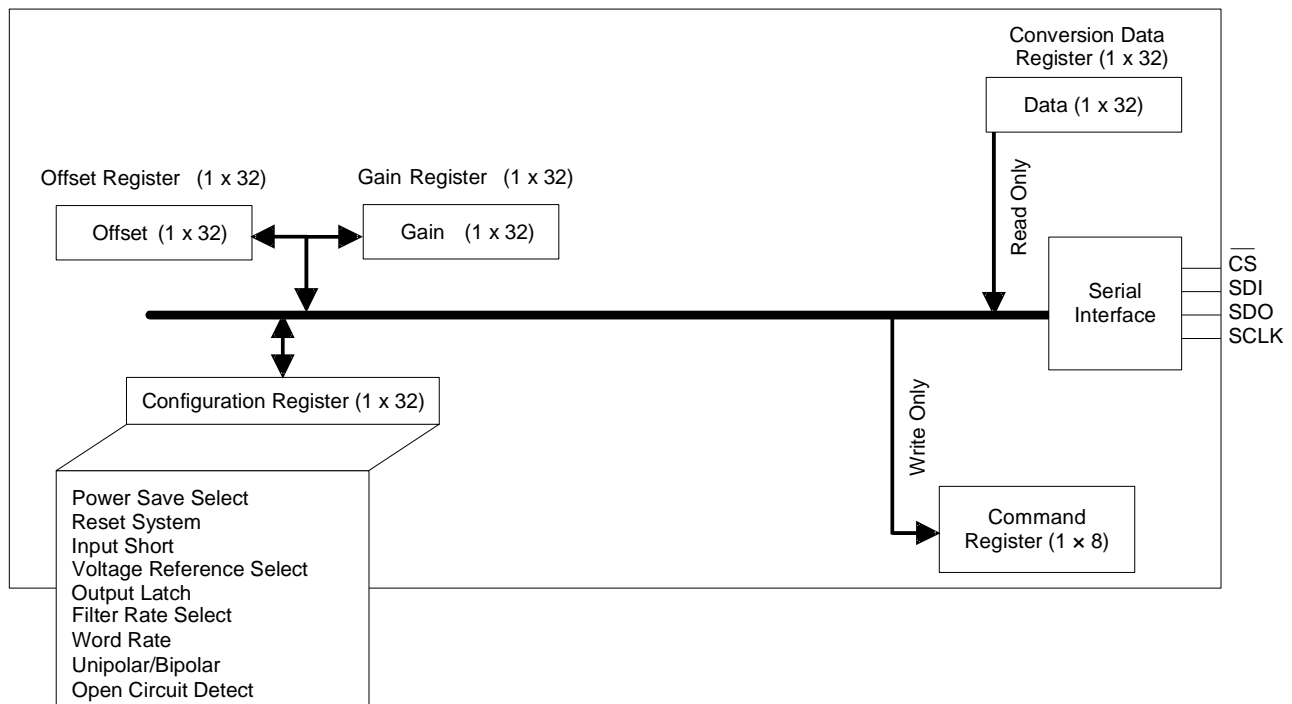 Conversion Data
Register (1 x 32)
Data (1 x 32)
Offset Register (1 x 32)
Gain Register (1 x 32)
Offset (1 x 32)
Gain (1 x 32)
Read Only
Serial
Interface
CS
SDI
SDO
SCLK
Configuration Register (1 x 32)
Write Only
Command
Register (1 × 8)
Power Save Select
Reset System
Input Short
Voltage Reference Select
Output Latch
Filter Rate Select
Word Rate
Unipolar/Bipolar
Open Circuit Detect